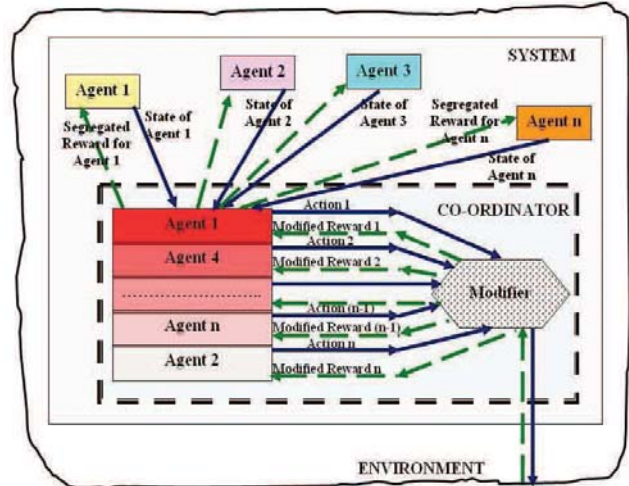 SYSTEM
Agent 1
Agent 2
Agent 3
Agent n
Segregated
Reward for
Agent 1
State of
Agent 1
State of
Agent 2
State of
Agent 3
Segregated
Reward for
Agent n
State of
Agent n
CO-ORDINATOR
Agent 1
Agent 4
.........................
Agent n
Agent 2
Action 1
Modified Reward 1
Action 2
Modified Reward 2
Action (n-1)
Modified Reward (n-1)
Action n
Modified Reward n
Modifier
ENVIRONMENT